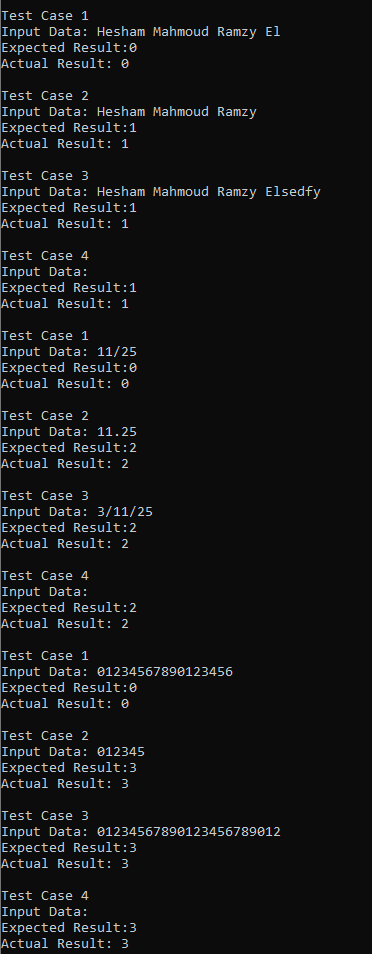 Test Case 1
Input Data: Hesham Mahmoud Ramzy El
Expected Result:0
Actual Result: 0
Test Case 2
Input Data: Hesham Mahmoud Ramzy
Expected Result:1
Actual Result: 1
Test Case 3
Input Data: Hesham Mahmoud Ramzy Elsedfy
Expected Result:1
Actual Result: 1
Test Case 4
Input Data:
Expected Result:1
Actual Result: 1
Test Case 1
Input Data: 11/25
Expected Result:0
Actual Result: 0
Test Case 2
Input Data: 11.25
Expected Result:2
Actual Result: 2
Test Case 3
Input Data: 3/11/25
Expected Result:2
Actual Result: 2
Test Case 4
Input Data:
Expected Result:2
Actual Result: 2
Test Case 1
Input Data: 01234567890123456
Expected Result:0
Actual Result: 0
Test Case 2
Input Data: 012345
Expected Result:3
Actual Result: 3
Test Case 3
Input Data: 01234567890123456789012
Expected Result:3
Actual Result: 3
Test Case 4
Input Data:
Expected Result:3
Actual Result: 3